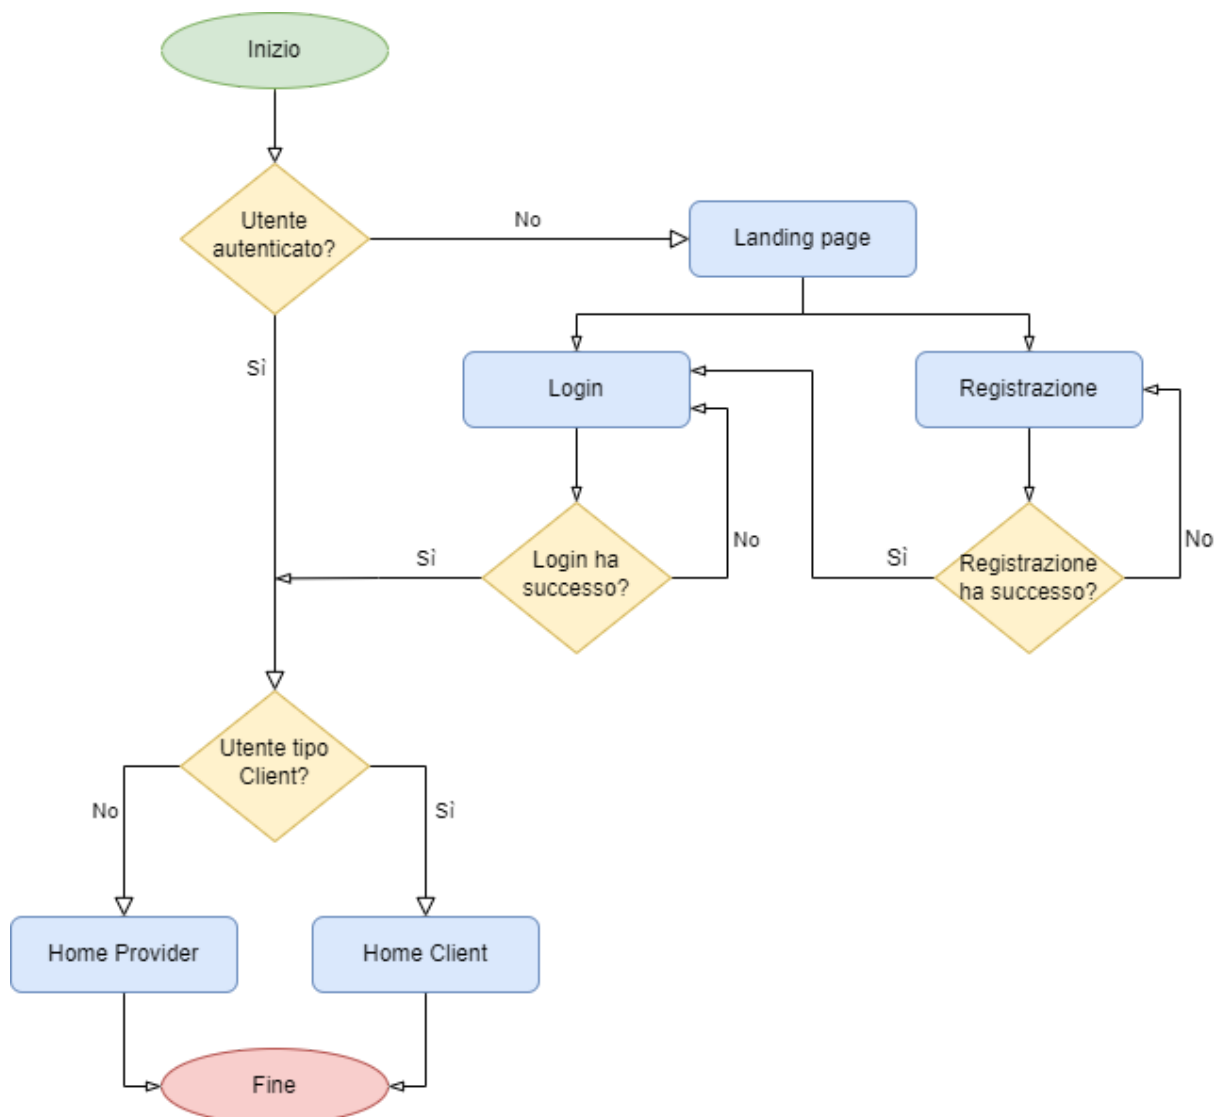 Inizio
Utente
autenticato?
No
Landing page
Sì
Login
Registrazione
Sì
Login ha
successo?
No
Sì
Registrazione
ha successo?
No
Utente tipo
Client?
No
Sì
Home Provider
Home Client
Fine